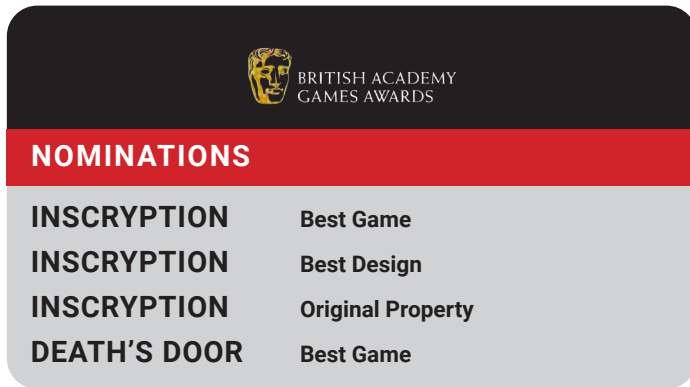 BRITISH ACADEMY
GAMES AWARDS
NOMINATIONS
INSCRYPTION Best Game
INSCRYPTION Best Design
INSCRYPTION Original Property
DEATH'S DOOR Best Game